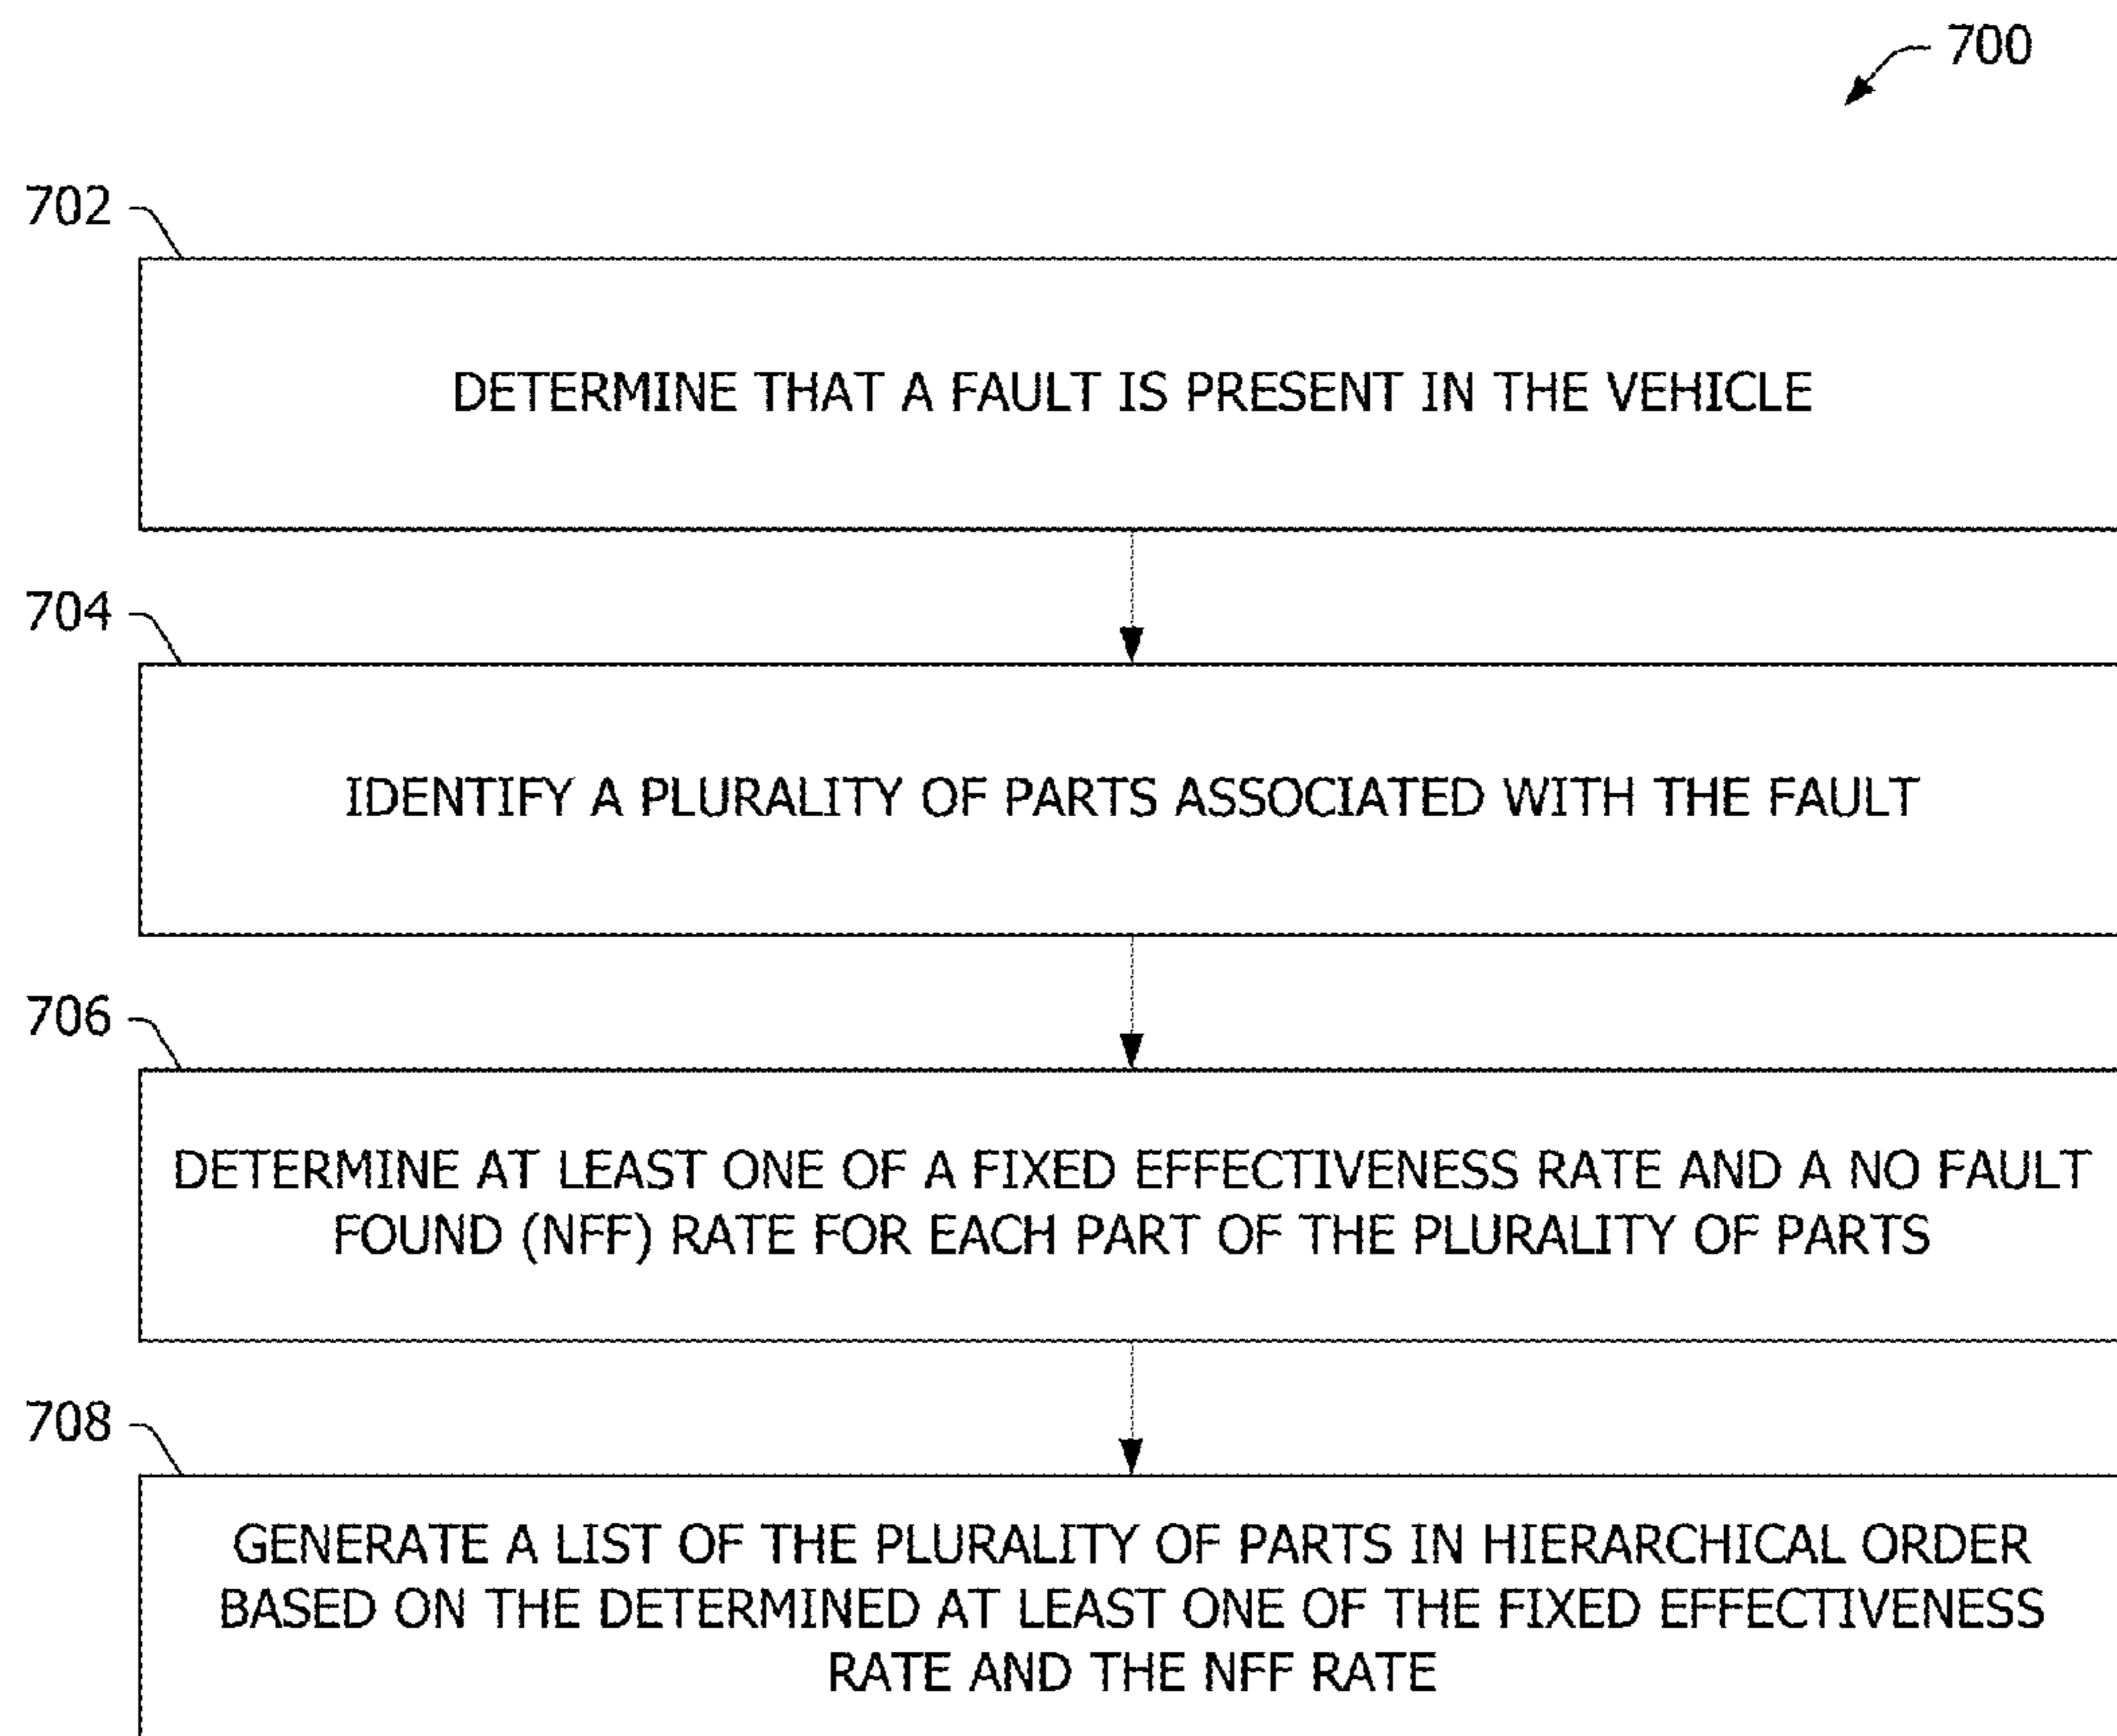 700
702
DETERMINE THAT A FAULT IS PRESENT IN THE VEHICLE
704
IDENTIFY A PLURALITY OF PARTS ASSOCIATED WITH THE FAULT
706
DETERMINE AT LEAST ONE OF A FIXED EFFECTIVENESS RATE AND A NO FAULT
FOUND (NFF) RATE FOR EACH PART OF THE PLURALITY OF PARTS
708
GENERATE A LIST OF THE PLURALITY OF PARTS IN HIERARCHICAL ORDER
BASED ON THE DETERMINED AT LEAST ONE OF THE FIXED EFFECTIVENESS
RATE AND THE NFF RATE